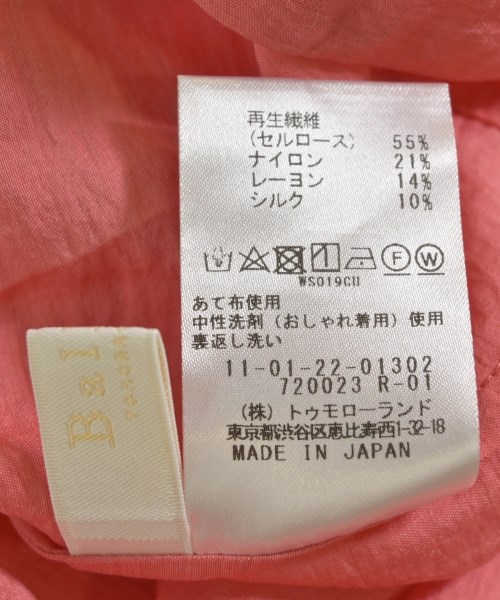 再生繊維
(セルロース) 55%
ナイロン 21%
レーヨン 14%
シルク 10%
F W
WS019CU
あて布使用
中性洗剤（おしゃれ着用）使用
裏返し洗い
11-01-22-01302
720023 R-01
(株) トゥモローランド
東京都渋谷区恵比寿西1-32-18
MADE IN JAPAN